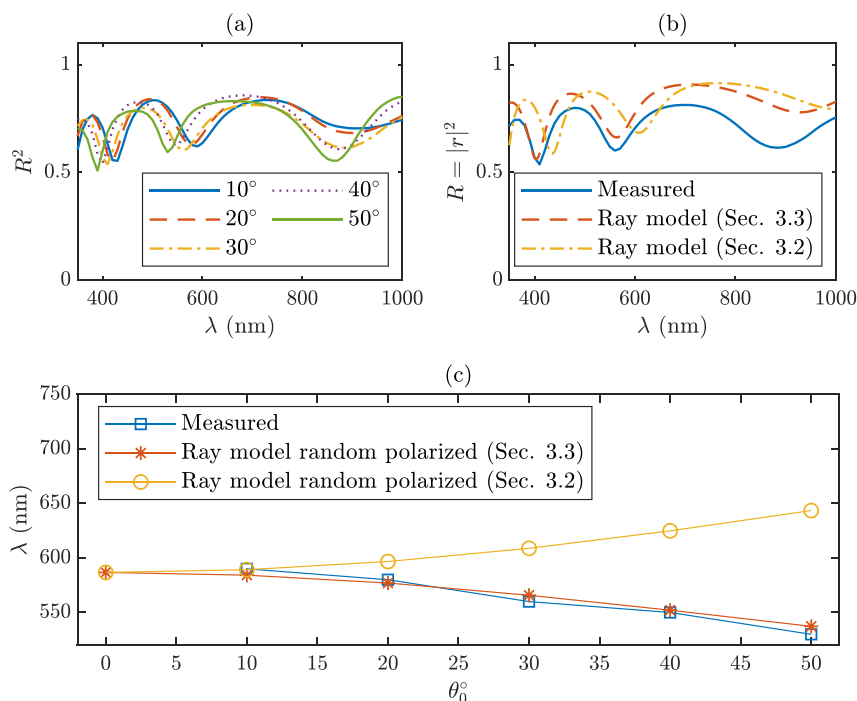 (a)
1
0.5
0
R²
400 600 800 1000
λ (nm)
10°
20°
30°
40°
50°
(b)
1
0.5
0
R = |r|²
400 600 800 1000
λ (nm)
Measured
Ray model (Sec. 3.3)
Ray model (Sec. 3.2)
(c)
750
700
650
600
550
λ (nm)
0 5 10 15 20 25 30 35 40 45 50
θ₀°
Measured
Ray model random polarized (Sec. 3.3)
Ray model random polarized (Sec. 3.2)